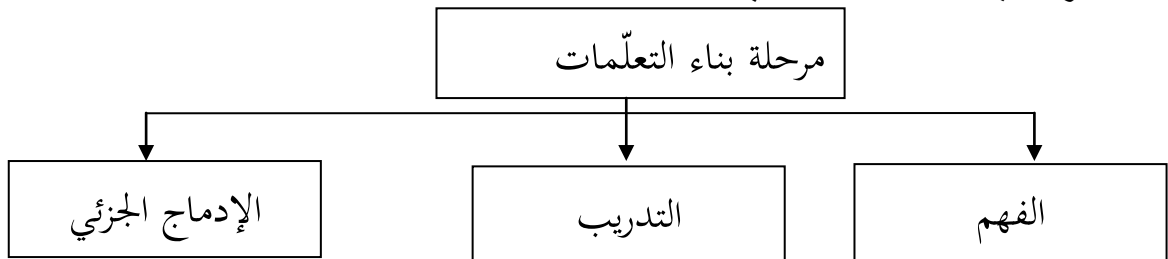 مرحلة بناء التعلّمات
الفهم
التدريب
الإدماج الجزئي